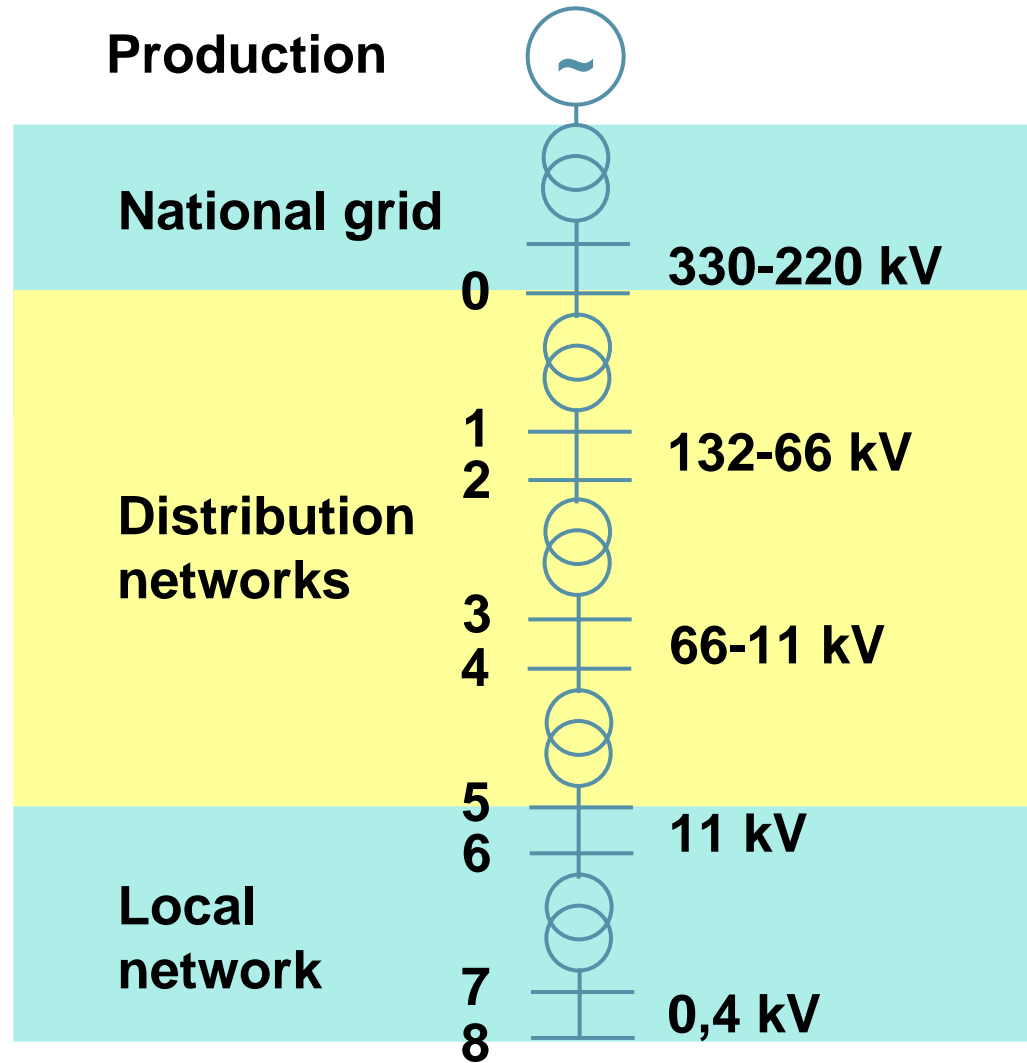 Production
~
National grid
330-220 kV
0
1
132-66 kV
2
Distribution
networks
3
66-11 kV
4
5
11 kV
6
Local
network
7
0,4 kV
8